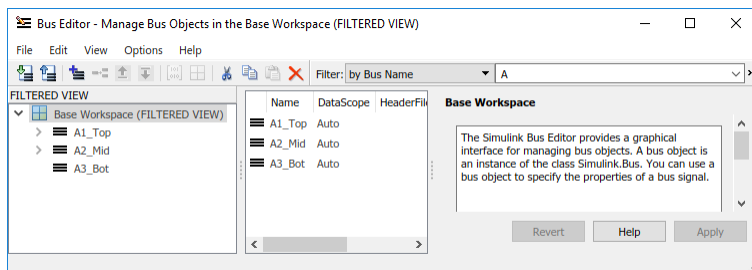 Bus Editor - Manage Bus Objects in the Base Workspace (FILTERED VIEW)
File Edit View Options Help
Filter: by Bus Name A
FILTERED VIEW
Base Workspace (FILTERED VIEW)
A1_Top
A2_Mid
A3_Bot
Name DataScope HeaderFil
A1_Top Auto
A2_Mid Auto
A3_Bot Auto
Base Workspace
The Simulink Bus Editor provides a graphical
interface for managing bus objects. A bus object is
an instance of the class Simulink.Bus. You can use a
bus object to specify the properties of a bus signal.
Revert Help Apply